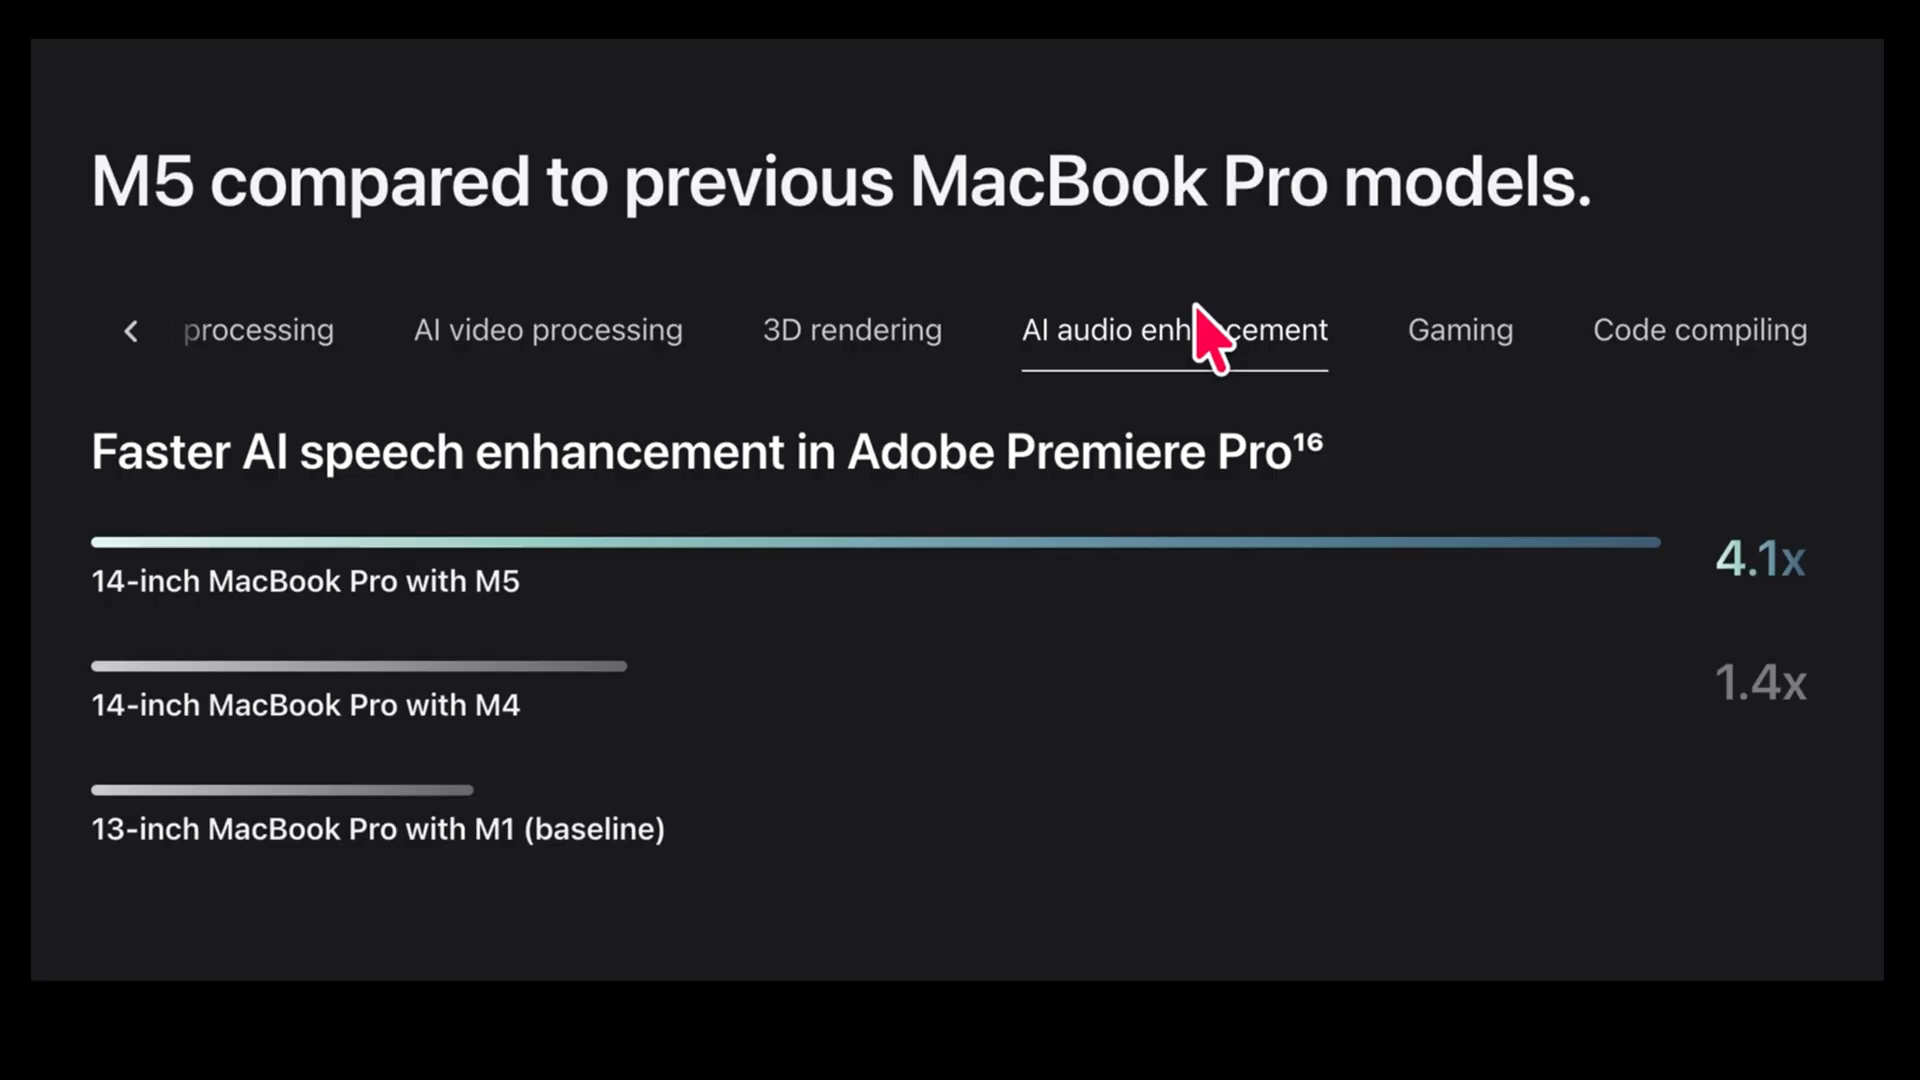 M5 compared to previous MacBook Pro models.
processing AI video processing 3D rendering AI audio enh cement Gaming Code compiling
Faster AI speech enhancement in Adobe Premiere Pro¹⁶
4.1x
14-inch MacBook Pro with M5
1.4x
14-inch MacBook Pro with M4
13-inch MacBook Pro with M1 (baseline)